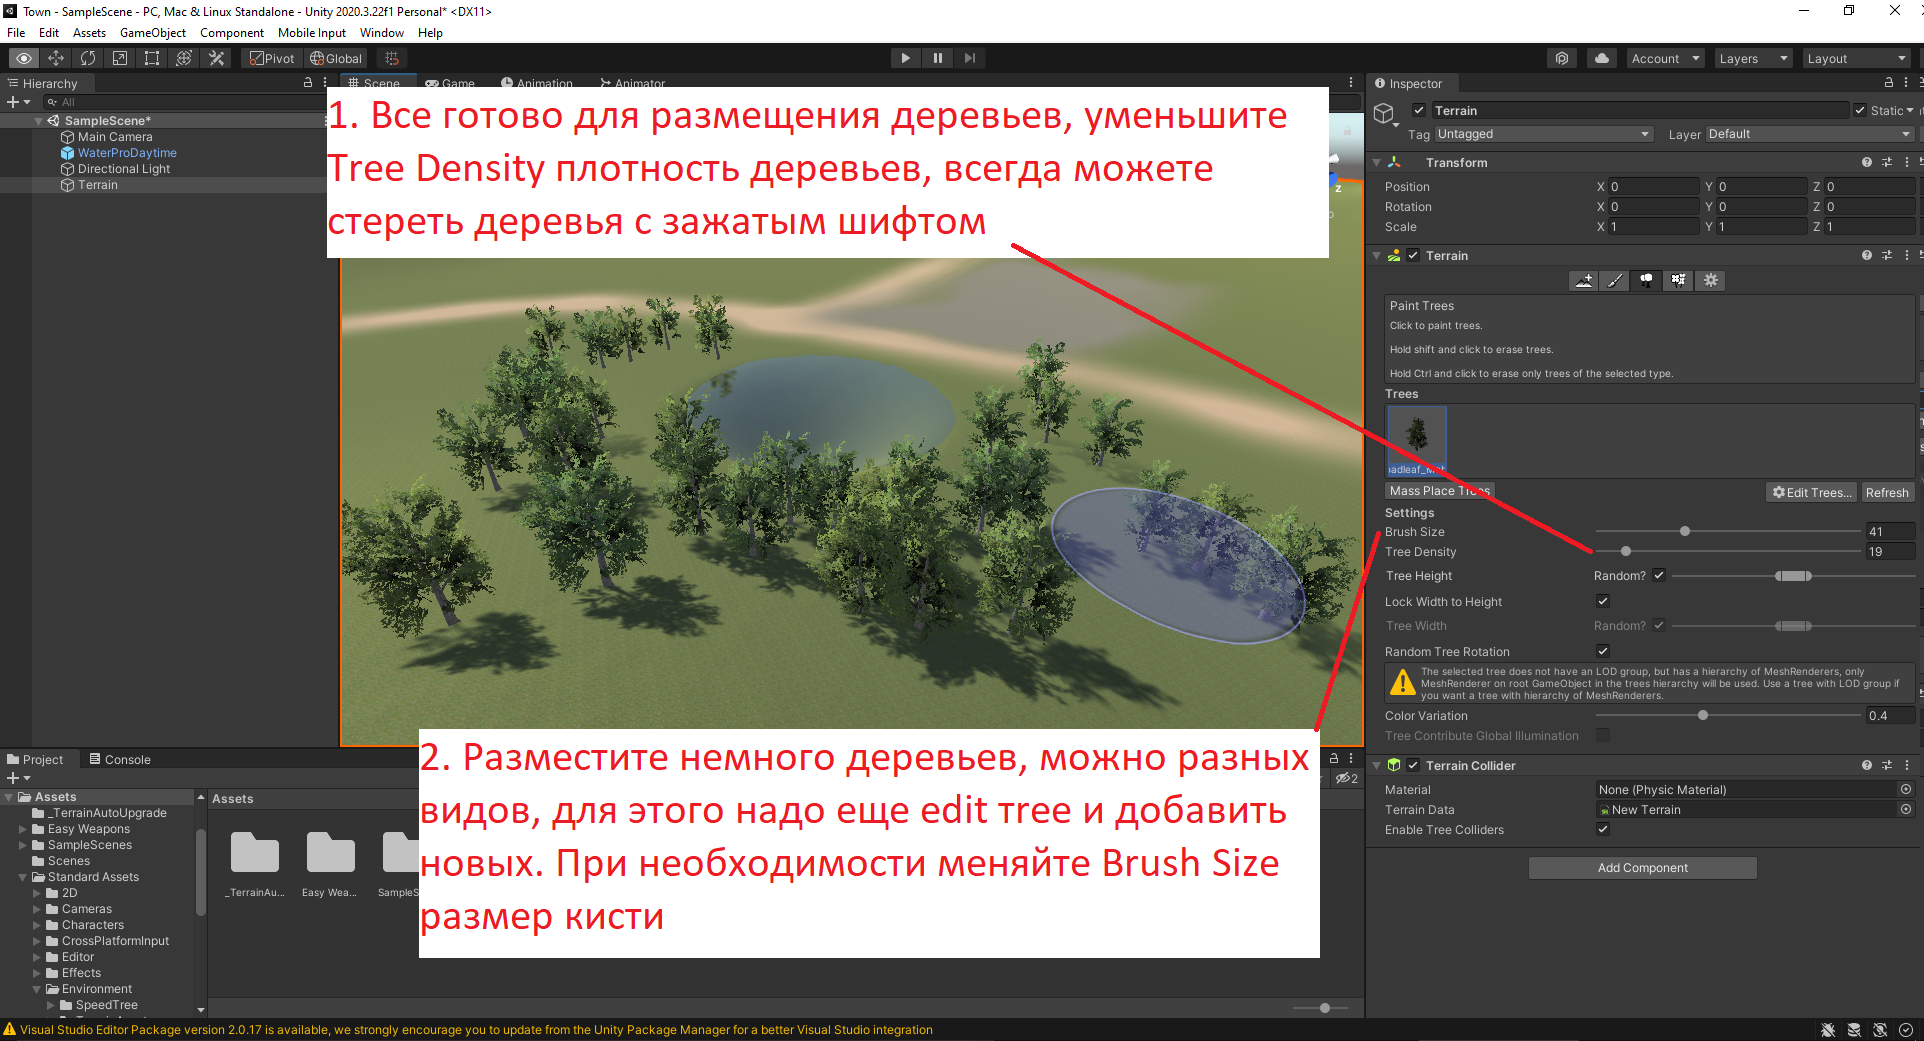 Town - SampleScene - PC, Mac & Linux Standalone - Unity 2020.3.22f1 Personal* <DX11>
File Edit Assets GameObject Component Mobile Input Window Help
Pivot Global Account Layers Layout
Hierarchy
All
SampleScene*
Main Camera
WaterProDaytime
Directional Light
Terrain
Scene Game Animation Animator
1. Все готово для размещения деревьев, уменьшите
Tree Density плотность деревьев, всегда можете
стереть деревья с зажатым шифтом
z
2. Разместите немного деревьев, можно разных
видов, для этого надо еще edit tree и добавить
новых. При необходимости меняйте Brush Size
размер кисти
Inspector
Terrain Static
Tag Untagged Layer Default
Transform
Position X 0 Y 0 Z 0
Rotation X 0 Y 0 Z 0
Scale X 1 Y 1 Z 1
Terrain
Paint Trees
Click to paint trees.
Hold shift and click to erase trees.
Hold Ctrl and click to erase only trees of the selected type.
Trees
Mass Place Trees Edit Trees... Refresh
Settings
Brush Size 41
Tree Density 19
Tree Height Random?
Lock Width to Height
Tree Width Random?
Random Tree Rotation
The selected tree does not have an LOD group, but has a hierarchy of MeshRenderers, only
MeshRenderer on root GameObject in the trees hierarchy will be used. Use a tree with LOD group if
you want a tree with hierarchy of MeshRenderers.
Color Variation 0.4
Tree Contribute Global Illumination
Terrain Collider
Material None (Physic Material)
Terrain Data New Terrain
Enable Tree Colliders
Add Component
Project Console
2
Assets
_TerrainAutoUpgrade
Easy Weapons
SampleScenes
Scenes
Standard Assets
2D
Cameras
Characters
CrossPlatformInput
Editor
Effects
Environment
SpeedTree
Assets
_TerrainAu... Easy Wea... SampleS
Visual Studio Editor Package version 2.0.17 is available, we strongly encourage you to update from the Unity Package Manager for a better Visual Studio integration